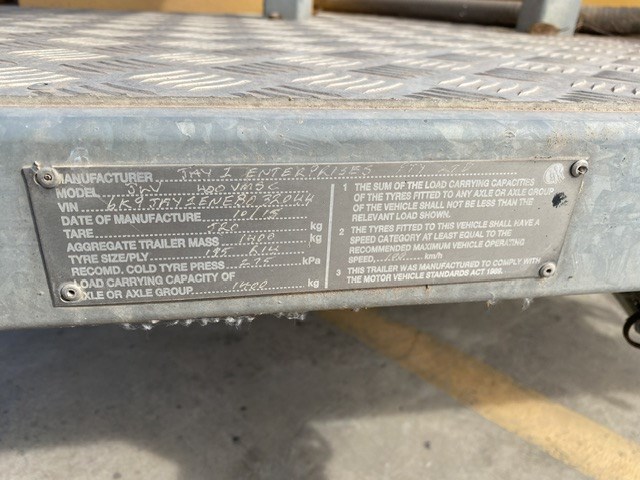 MANUFACTURER JAY 1 ENTERPRISES
MODEL
VIN
DATE OF MANUFACTURE 10/15
TARE kg
AGGREGATE TRAILER MASS 1400 kg
TYRE SIZE/PLY
RECOMD. COLD TYRE PRESS kPa
LOAD CARRYING CAPACITY OF
AXLE OR AXLE GROUP 1400 kg
1 THE SUM OF THE LOAD CARRYING CAPACITIES
OF THE TYRES FITTED TO ANY AXLE OR AXLE GROUP
OF THE VEHICLE SHALL NOT BE LESS THAN THE
RELEVANT LOAD SHOWN.
2 THE TYRES FITTED TO THIS VEHICLE SHALL HAVE A
SPEED CATEGORY AT LEAST EQUAL TO THE
RECOMMENDED MAXIMUM VEHICLE OPERATING
SPEED km/h
3 THIS TRAILER WAS MANUFACTURED TO COMPLY WITH
THE MOTOR VEHICLE STANDARDS ACT 1989.